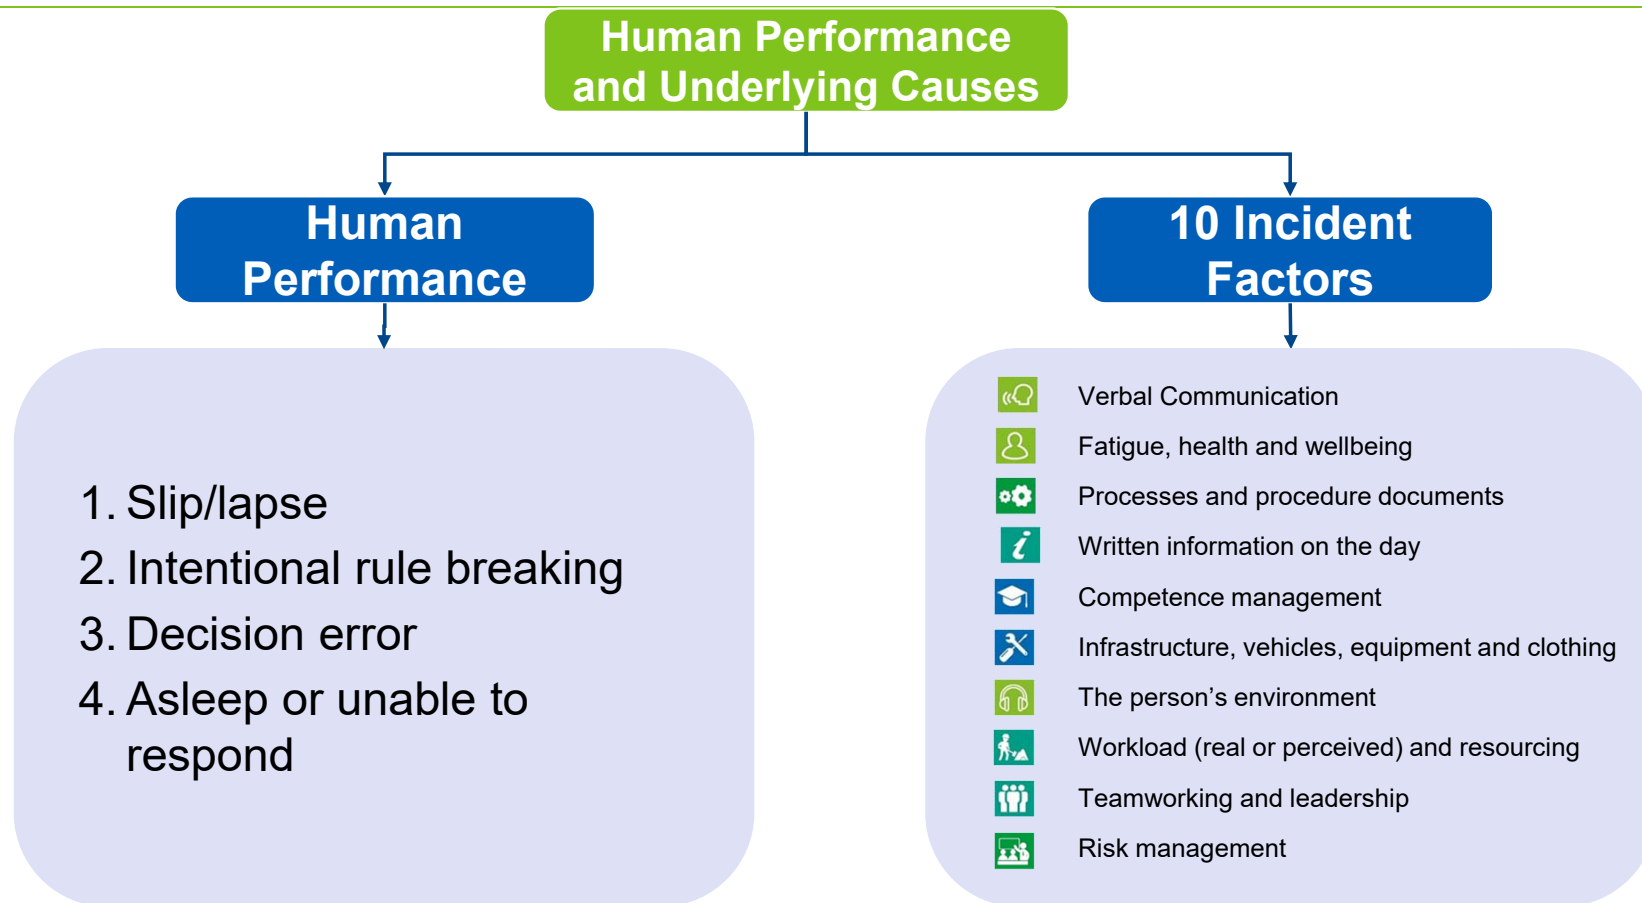 Human Performance
and Underlying Causes
Human
Performance
1. Slip/lapse
2. Intentional rule breaking
3. Decision error
4. Asleep or unable to
respond
10 Incident
Factors
Verbal Communication
Fatigue, health and wellbeing
Processes and procedure documents
Written information on the day
Competence management
Infrastructure, vehicles, equipment and clothing
The person’s environment
Workload (real or perceived) and resourcing
Teamworking and leadership
Risk management